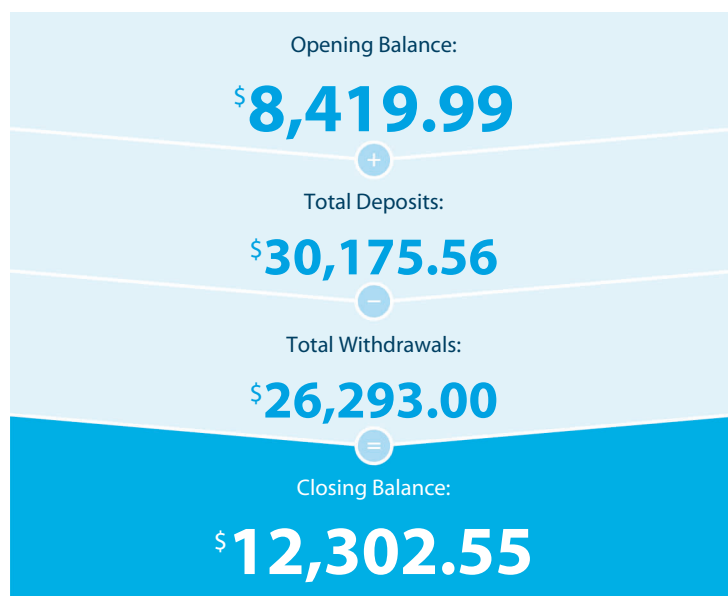 Opening Balance:
$8,419.99
+
Total Deposits:
$30,175.56
−
Total Withdrawals:
$26,293.00
=
Closing Balance:
$12,302.55